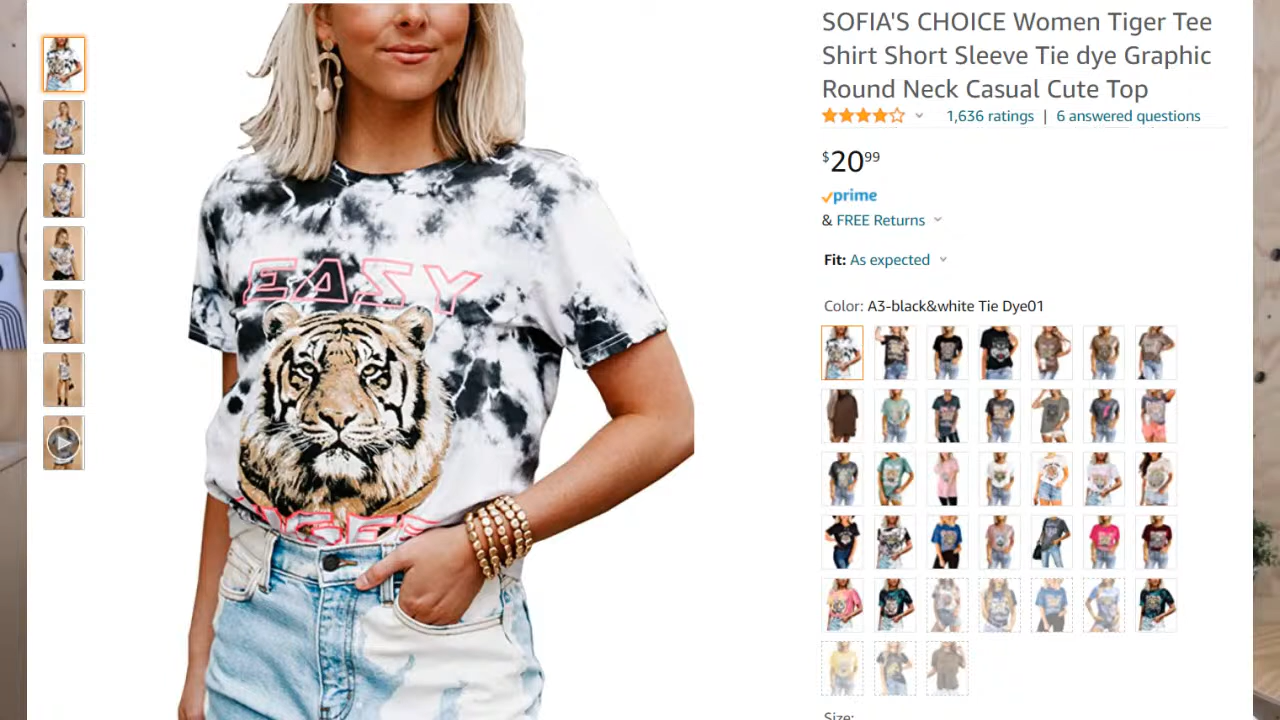 SOFIA'S CHOICE Women Tiger Tee
Shirt Short Sleeve Tie dye Graphic
Round Neck Casual Cute Top
1,636 ratings | 6 answered questions
$20.99
prime
& FREE Returns
Fit: As expected
Color: A3-black&white Tie Dye01
Size:
EASY